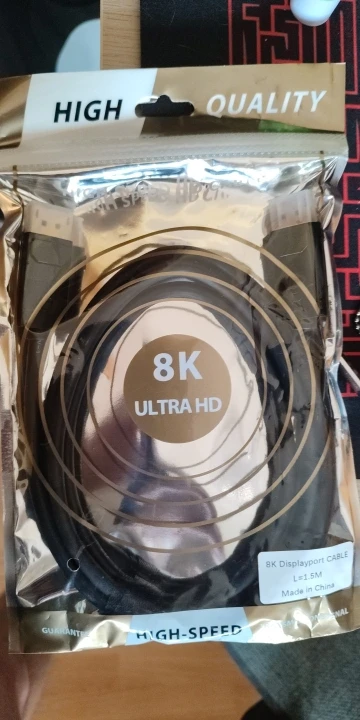 HIGH QUALITY
8K
ULTRA HD
8K Displayport CABLE
L=1.5M
Made in China
HIGH-SPEED